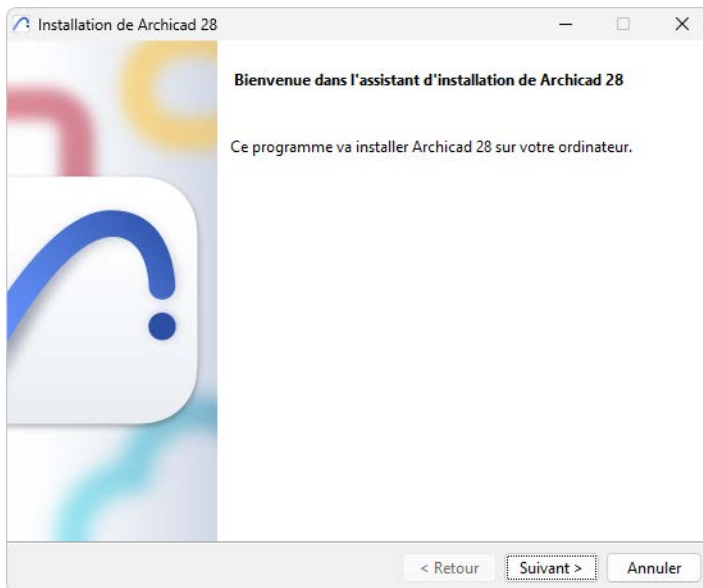 Installation de Archicad 28
Bienvenue dans l'assistant d'installation de Archicad 28
Ce programme va installer Archicad 28 sur votre ordinateur.
< Retour
Suivant >
Annuler